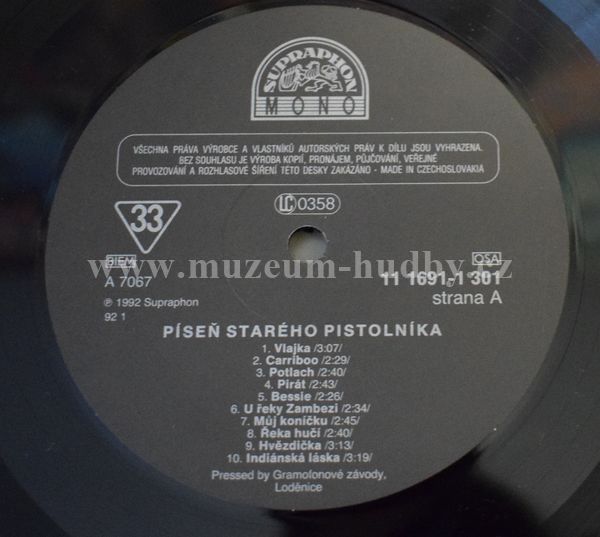 SUPRAPHON
MONO
VŠECHNA PRÁVA VÝROBCE A VLASTNÍKŮ AUTORSKÝCH PRÁV K DÍLU JSOU VYHRAZENA.
BEZ SOUHLASU JE VÝROBA KOPIÍ, PRONÁJEM, PŮJČOVÁNÍ, VEŘEJNÉ
PROVOZOVÁNÍ A ROZHLASOVÉ ŠÍŘENÍ TÉTO DESKY ZAKÁZÁNO - MADE IN CZECHOSLOVAKIA
33
LC 0358
BIEM
OSA
www.muzeum-hudby.cz
A 7067
11 1691-1 301
℗ 1992 Supraphon
strana A
92 1
PÍSEŇ STARÉHO PISTOLNÍKA
1. Vlajka /3:07/
2. Carriboo /2:29/
3. Potlach /2:40/
4. Pirát /2:43/
5. Bessie /2:26/
6. U řeky Zambezi /2:34/
7. Můj koníčku /2:45/
8. Řeka hučí /2:40/
9. Hvězdička /3:13/
10. Indiánská láska /3:19/
Pressed by Gramofonové závody,
Loděnice